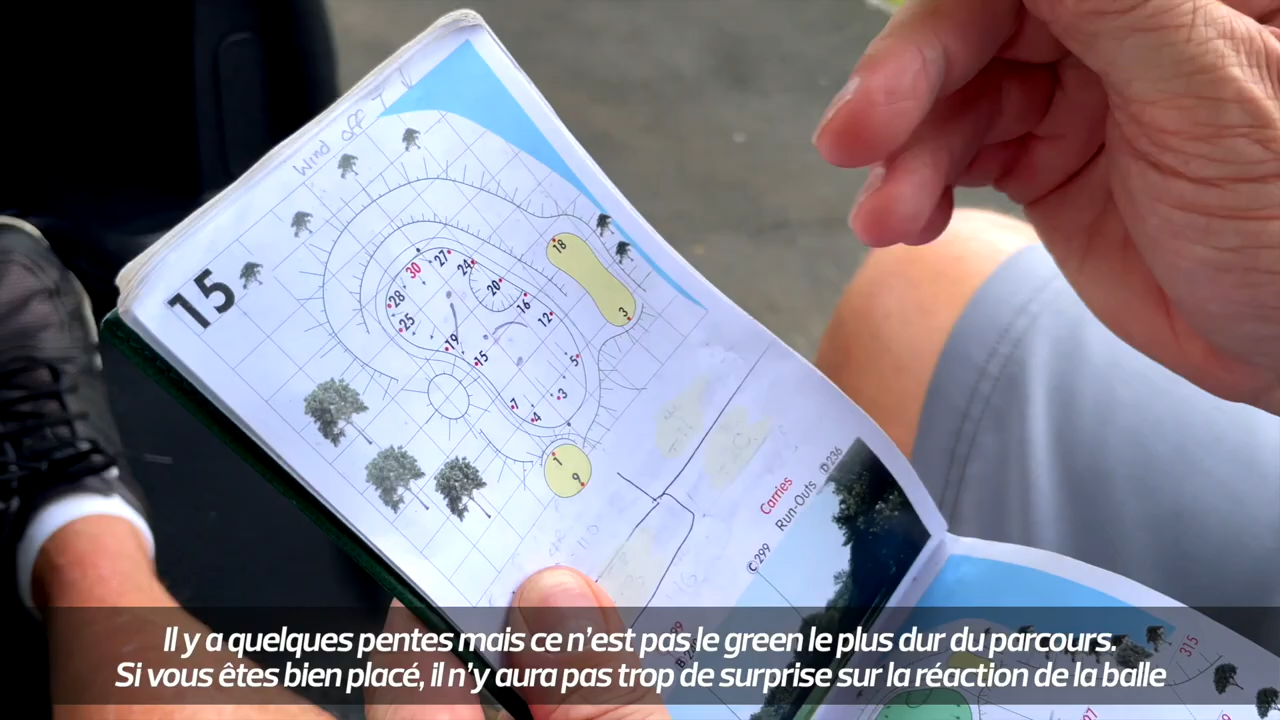 Wind off T
15
27
30
24
28
20
25
16
12
19
15
5
7
3
4
18
3
1
9
Carries
Run-Outs
D 236
C 299
315
Il y a quelques pentes mais ce n'est pas le green le plus dur du parcours.
Si vous êtes bien placé, il n'y aura pas trop de surprise sur la réaction de la balle